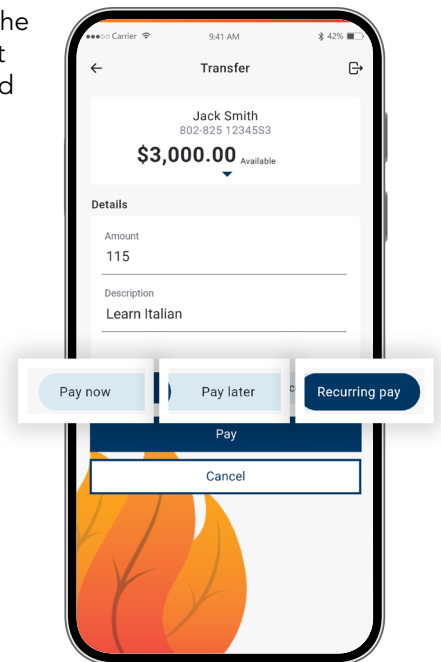 he
t
d
Carrier 9:41 AM 42%
Transfer
Jack Smith
802-825 12345S3
$3,000.00 Available
Details
Amount
115
Description
Learn Italian
Pay now Pay later Recurring pay
Pay
Cancel